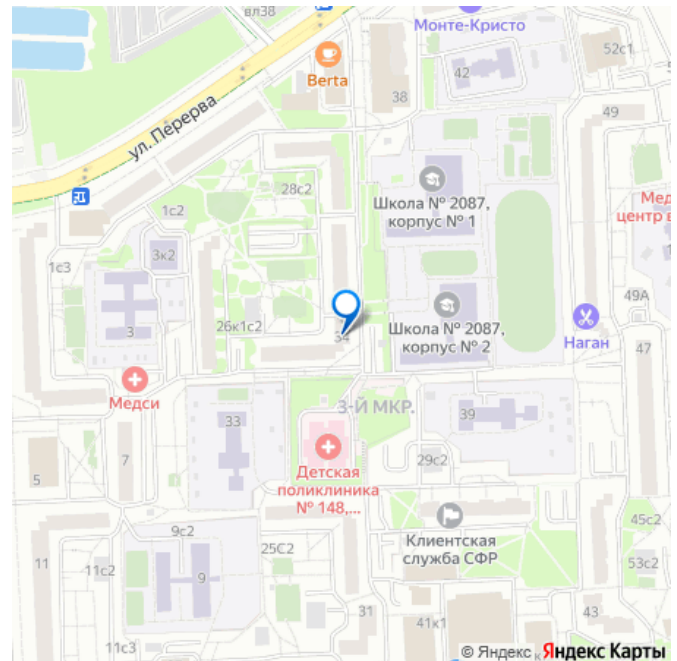 вл38
Монте-Кристо
52с1
Berta
42
38
49
ул. Перерва
28с2
Школа № 2087,
корпус № 1
Мед
центр в
1с2
3к2
1с3
49А
3
26к1с2
34
Школа № 2087,
корпус № 2
Наган
47
Медси
3-Й МКР.
33
39
5
7
29с2
Детская
поликлиника
№ 148,...
9с2
Клиентская
служба СФР
45с2
25С2
11
11с2
9
53с2
31
41к1
43
11с3
© Яндекс
Яндекс Карты